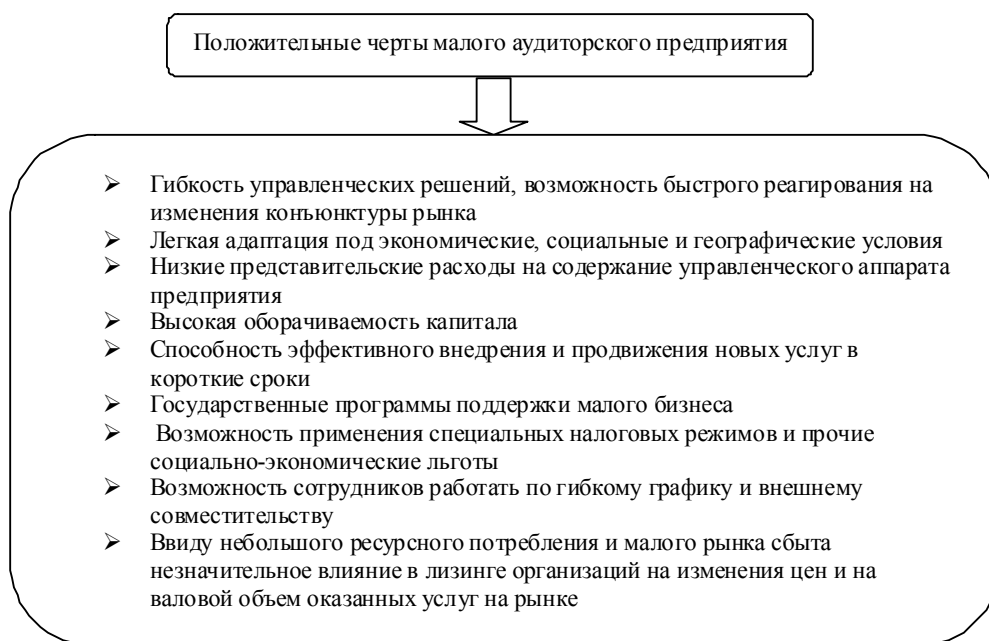 Положительные черты малого аудиторского предприятия
➢ Гибкость управленческих решений, возможность быстрого реагирования на
изменения конъюнктуры рынка
➢ Легкая адаптация под экономические, социальные и географические условия
➢ Низкие представительские расходы на содержание управленческого аппарата
предприятия
➢ Высокая оборачиваемость капитала
➢ Способность эффективного внедрения и продвижения новых услуг в
короткие сроки
➢ Государственные программы поддержки малого бизнеса
➢ Возможность применения специальных налоговых режимов и прочие
социально-экономические льготы
➢ Возможность сотрудников работать по гибкому графику и внешнему
совместительству
➢ Ввиду небольшого ресурсного потребления и малого рынка сбыта
незначительное влияние в лизинге организаций на изменения цен и на
валовой объем оказанных услуг на рынке